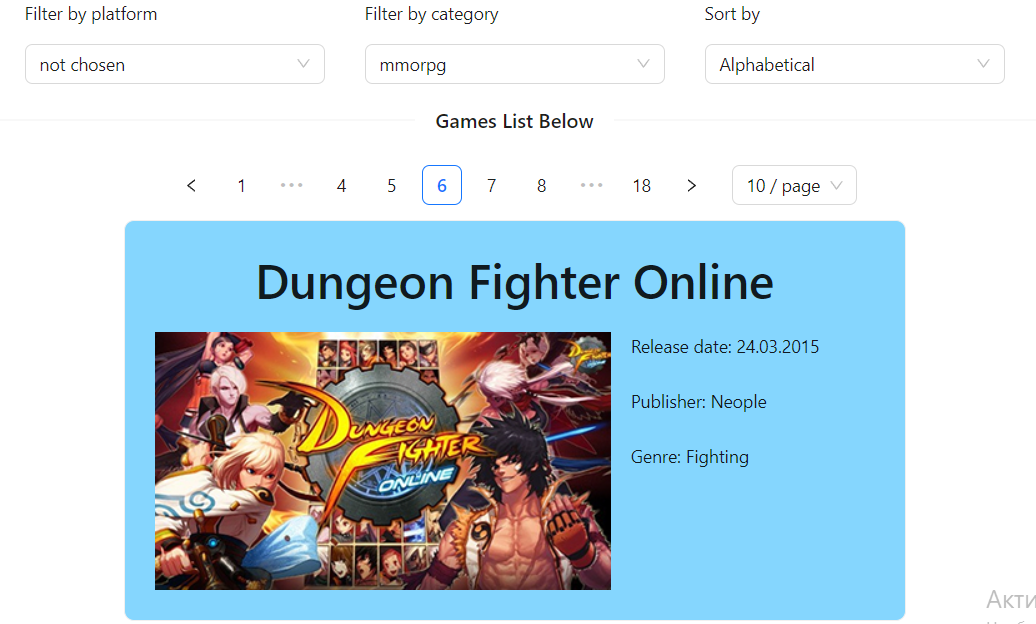 Filter by platform
Filter by category
Sort by
not chosen
mmorpg
Alphabetical
Games List Below
1 ••• 4 5 6 7 8 ••• 18 10 / page
Dungeon Fighter Online
DUNGEON
FIGHTER
ONLINE
Release date: 24.03.2015
Publisher: Neople
Genre: Fighting
Акти